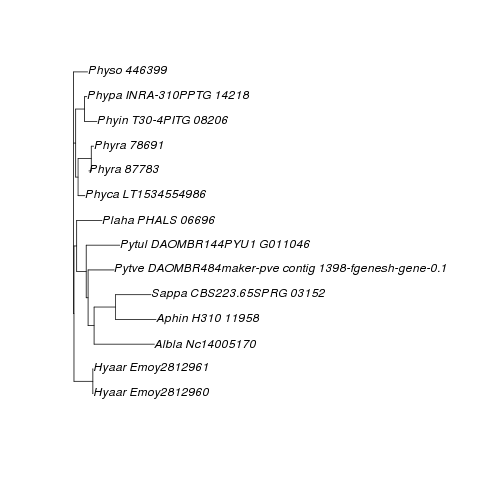 Physo 446399
Phypa INRA-310PPTG 14218
Phyin T30-4PITG 08206
Phyra 78691
Phyra 87783
Phyca LT1534554986
Plaha PHALS 06696
Pytul DAOMBR144PYU1 G011046
Pytve DAOMBR484maker-pve contig 1398-fgenesh-gene-0.1
Sappa CBS223.65SPRG 03152
Aphin H310 11958
Albla Nc14005170
Hyaar Emoy2812961
Hyaar Emoy2812960